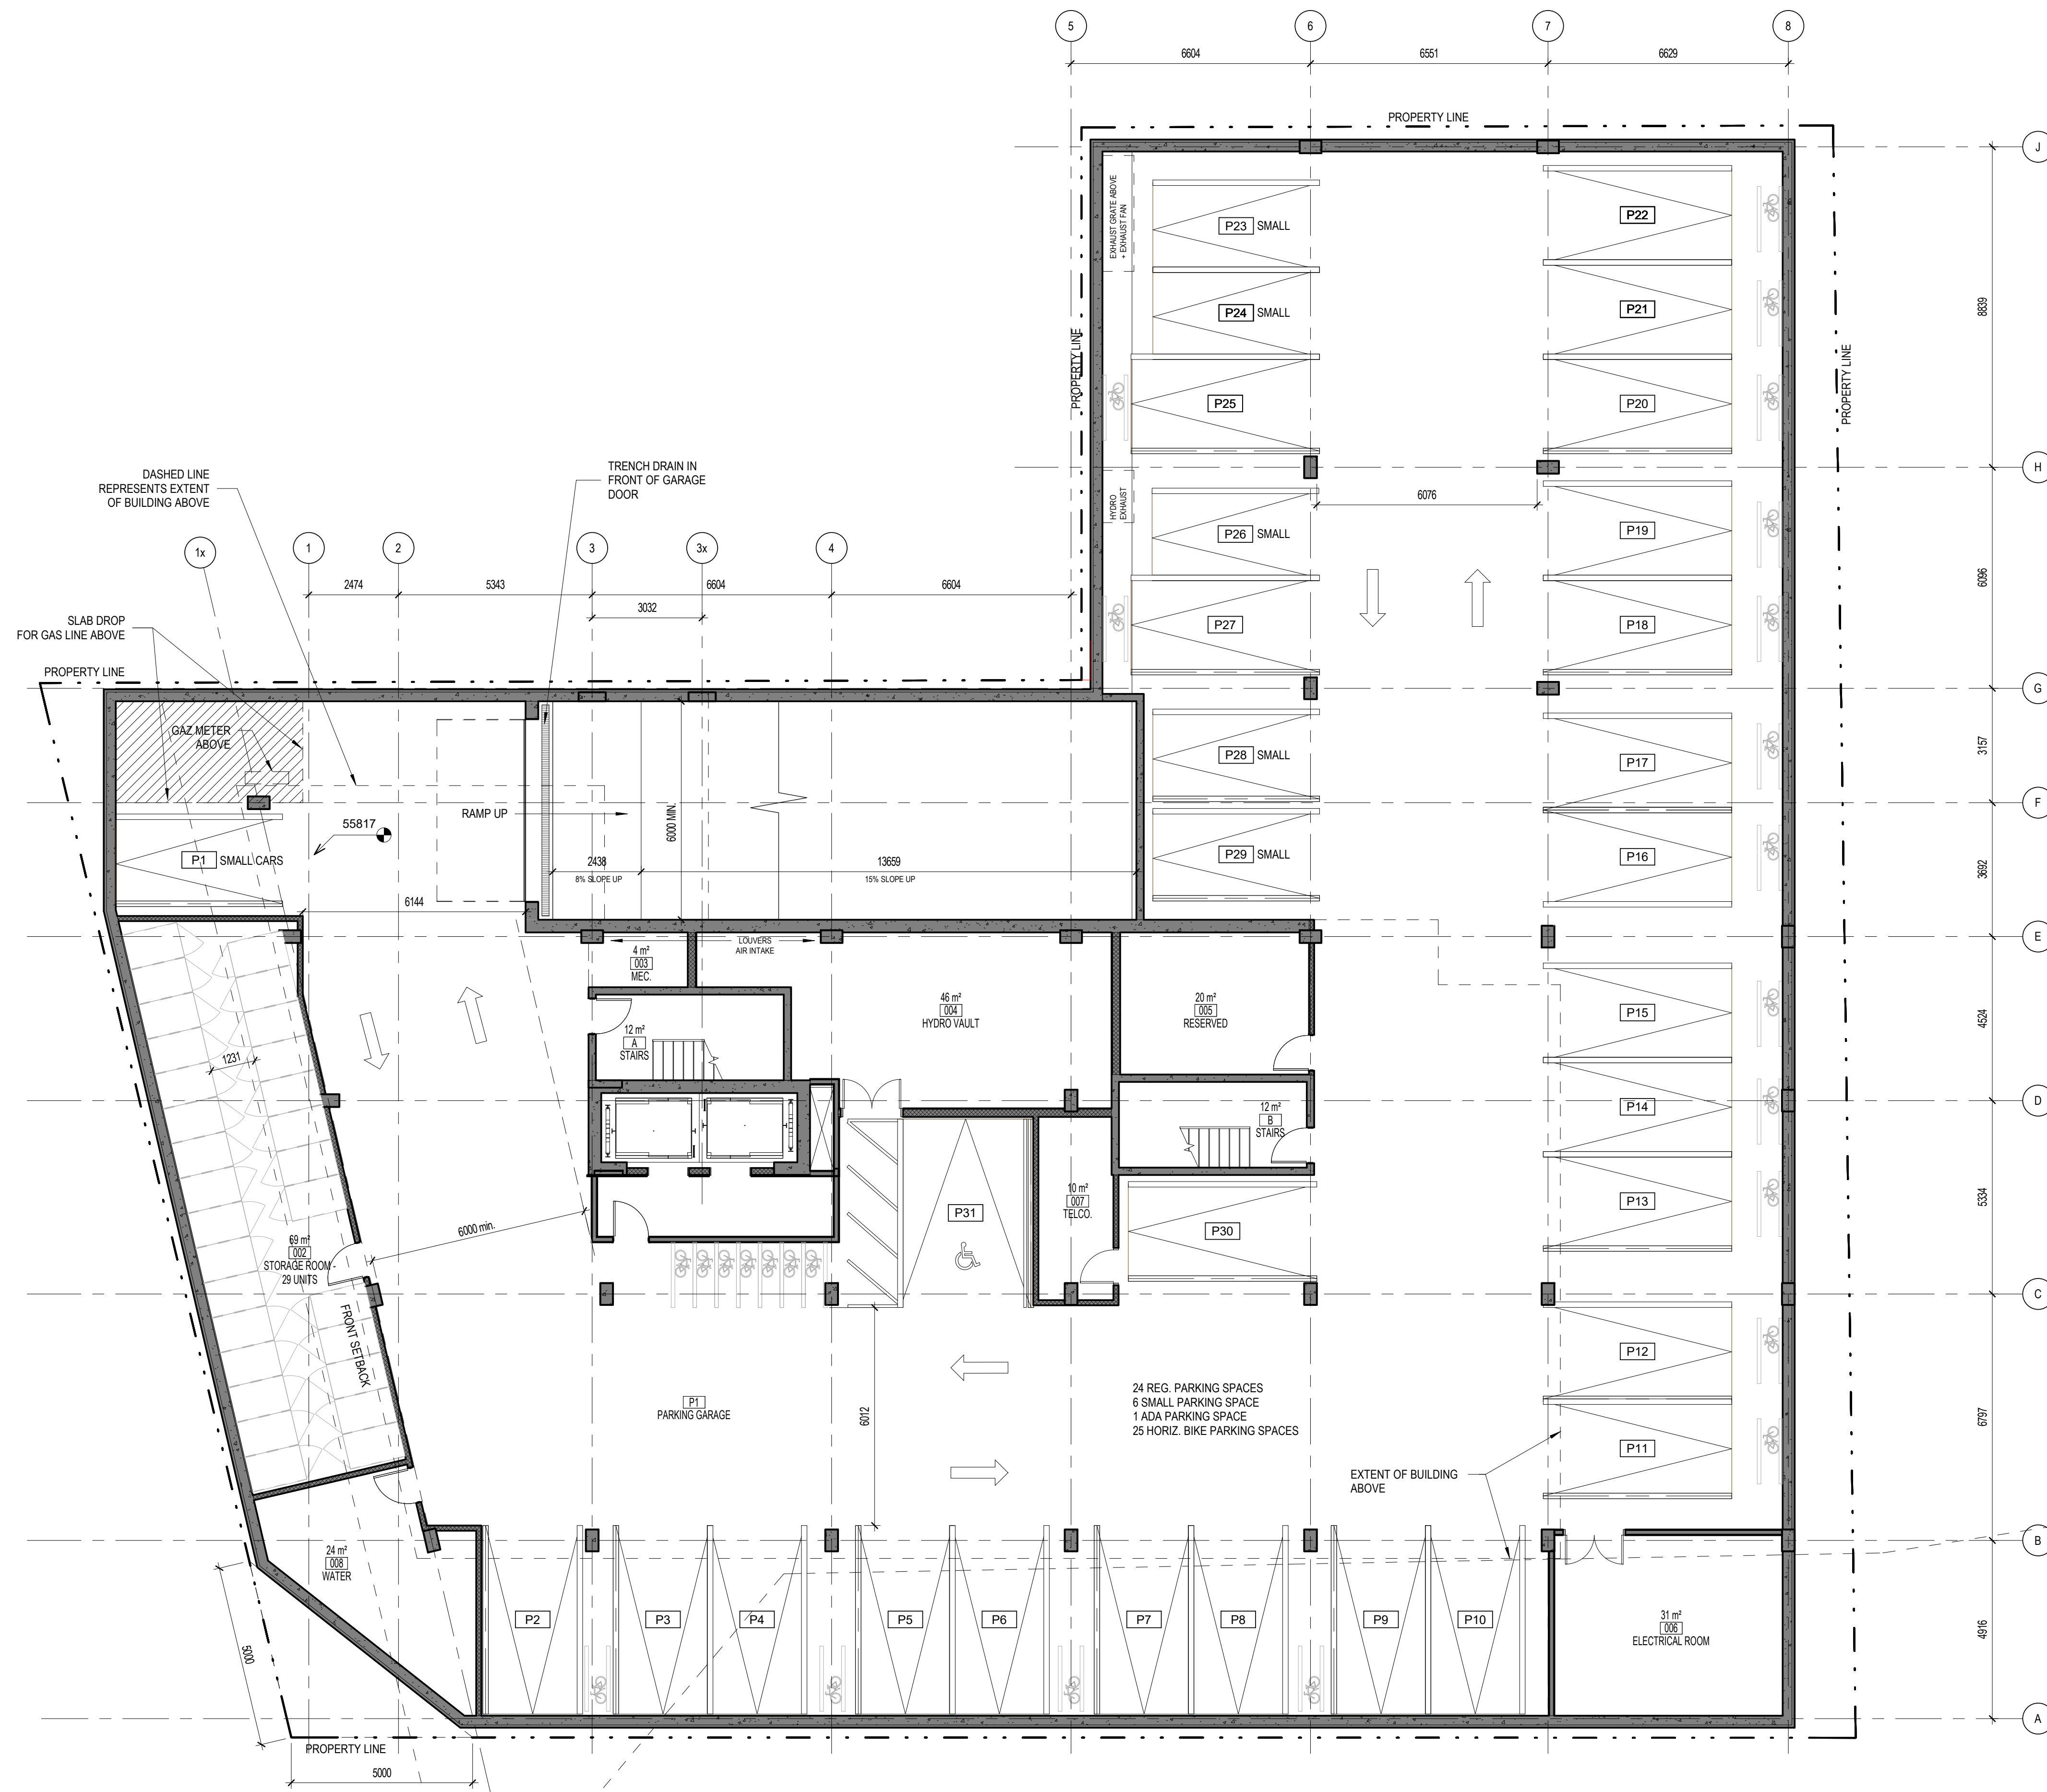 5
6
7
8
6604
6551
6629
PROPERTY LINE
J
EXHAUST GRATE ABOVE
+ EXHAUST FAN
P23 SMALL
P22
P24 SMALL
P21
8839
PROPERTY LINE
PROPERTY LINE
P25
P20
DASHED LINE
REPRESENTS EXTENT
OF BUILDING ABOVE
TRENCH DRAIN IN
FRONT OF GARAGE
DOOR
H
HYDRO
EXHAUST
6076
P26 SMALL
P19
1x
1
2
3
3x
4
2474
5343
6604
6604
3032
6096
SLAB DROP
FOR GAS LINE ABOVE
P27
P18
PROPERTY LINE
G
GAZ METER
ABOVE
P28 SMALL
P17
3157
F
RAMP UP
6000 MIN.
55817
P1 SMALL CARS
2438
8% SLOPE UP
13659
15% SLOPE UP
P29 SMALL
P16
3692
6144
E
LOUVERS
AIR INTAKE
4 m²
003
MEC.
46 m²
004
HYDRO VAULT
20 m²
005
RESERVED
P15
4524
12 m²
A
STAIRS
1231
D
12 m²
B
STAIRS
P14
10 m²
007
TELCO.
P13
5334
P31
P30
6000 min.
69 m²
002
STORAGE ROOM -
29 UNITS
C
FRONT SETBACK
P12
24 REG. PARKING SPACES
6 SMALL PARKING SPACE
1 ADA PARKING SPACE
25 HORIZ. BIKE PARKING SPACES
P1
PARKING GARAGE
6012
6797
P11
EXTENT OF BUILDING
ABOVE
B
24 m²
008
WATER
P2
P3
P4
P5
P6
P7
P8
P9
P10
31 m²
006
ELECTRICAL ROOM
4916
5000
A
PROPERTY LINE
5000